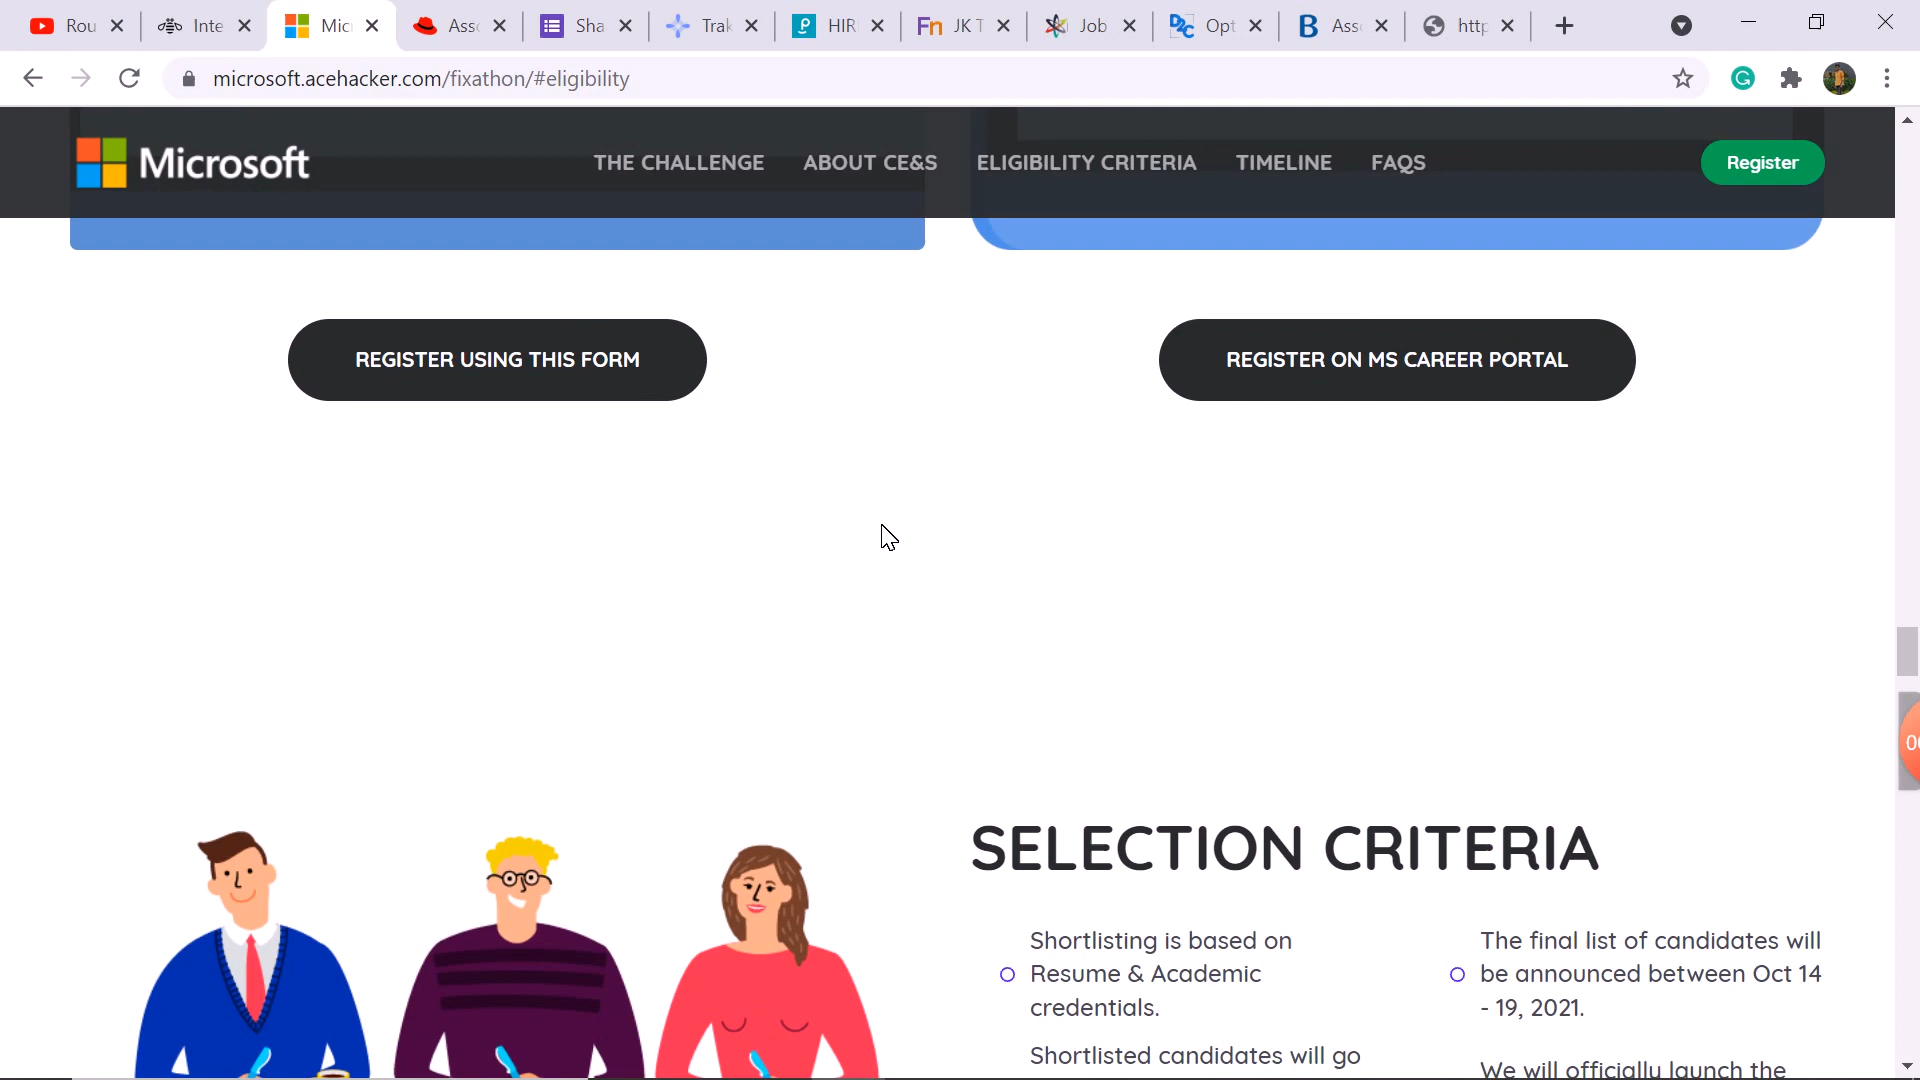 Rou
Inte
Mic
Asso
Sha
Trak
HIR
Fn JK T
Job
Opt
B Ass
http
microsoft.acehacker.com/fixathon/#eligibility
Microsoft
THE CHALLENGE
ABOUT CE&S
ELIGIBILITY CRITERIA
TIMELINE
FAQS
Register
REGISTER USING THIS FORM
REGISTER ON MS CAREER PORTAL
SELECTION CRITERIA
Shortlisting is based on
Resume & Academic
credentials.
Shortlisted candidates will go
The final list of candidates will
be announced between Oct 14
- 19, 2021.
We will officially launch the